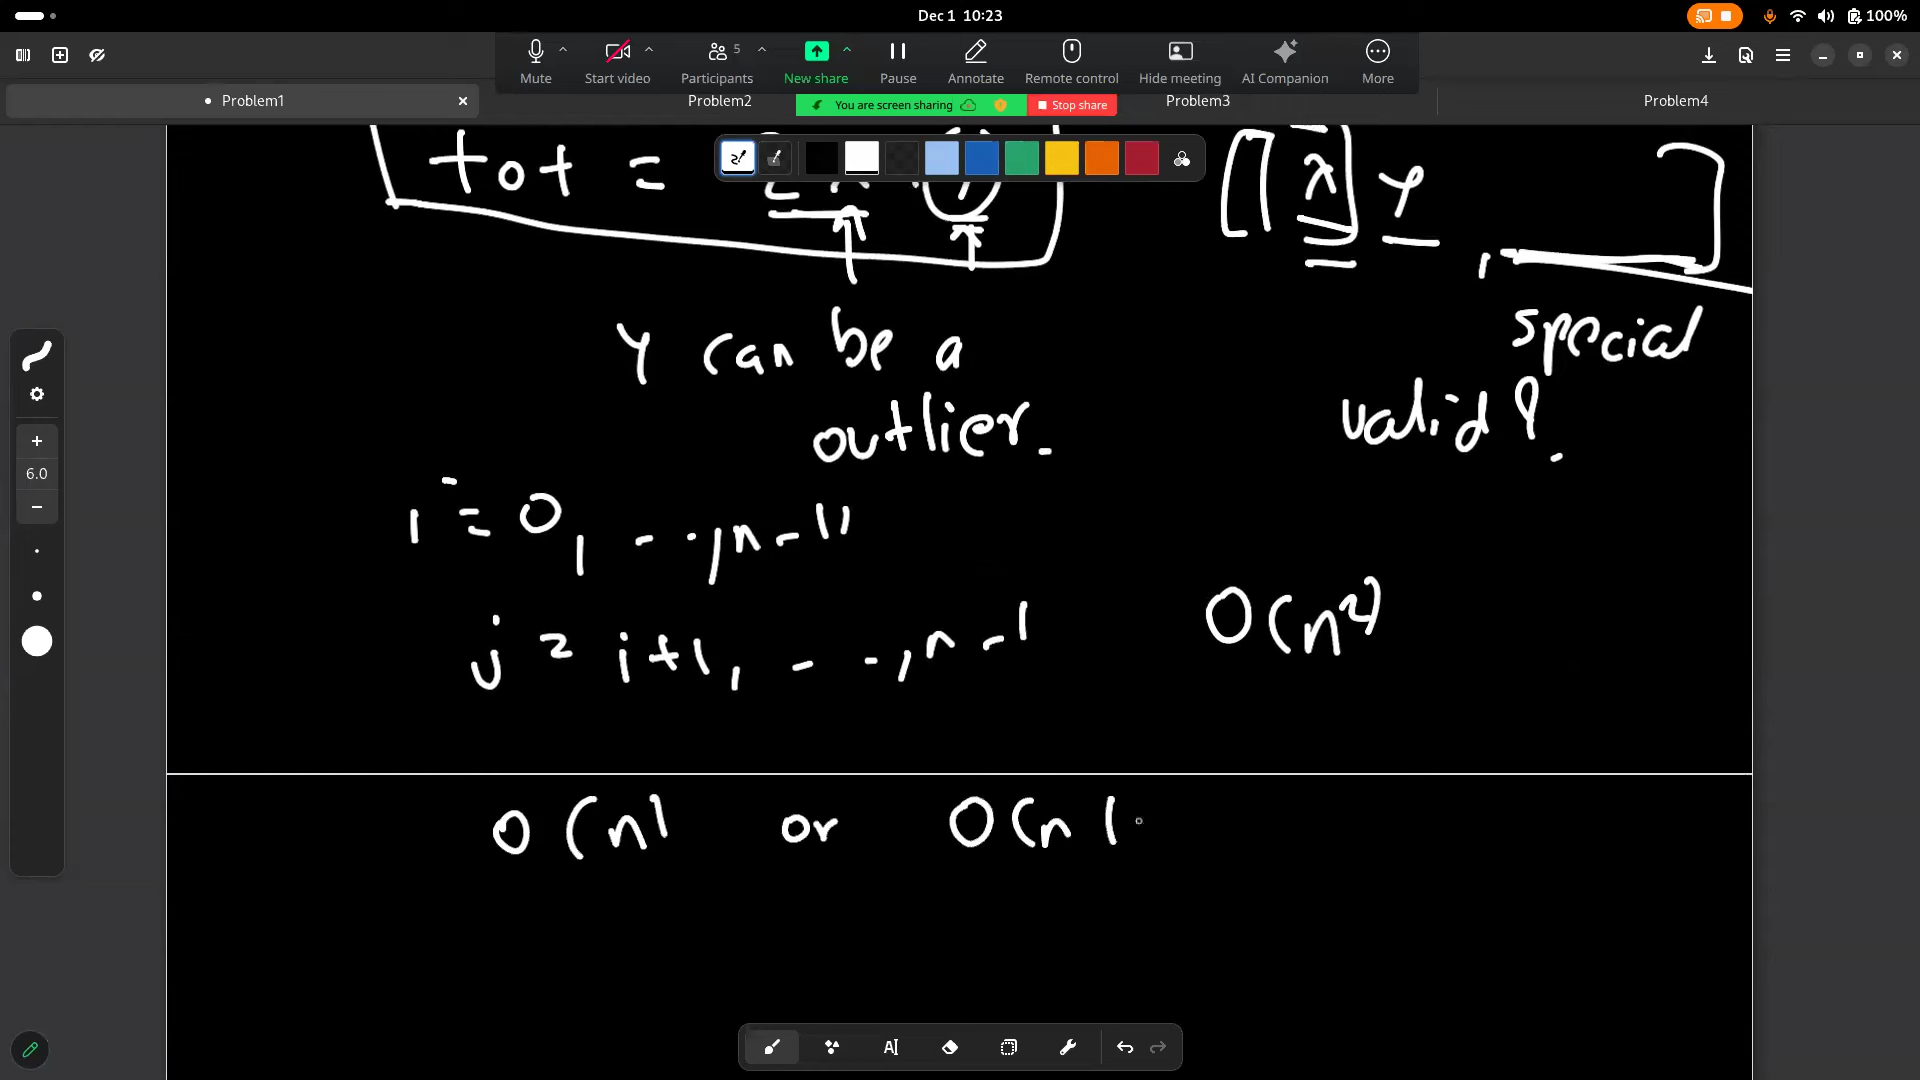 Dec 1 10:23
100%
Mute
Start video
Participants 5
New share
Pause
Annotate
Remote control
Hide meeting
AI Companion
More
Problem1
Problem2
You are screen sharing
Stop share
Problem3
Problem4
tot = 2x y
[ x y , ]
special
valid?
Y can be a
outlier.
i = 0, - ., n - 1,
j = i+1, - ., n - 1
O(n²)
O(n) or O(n l
6.0